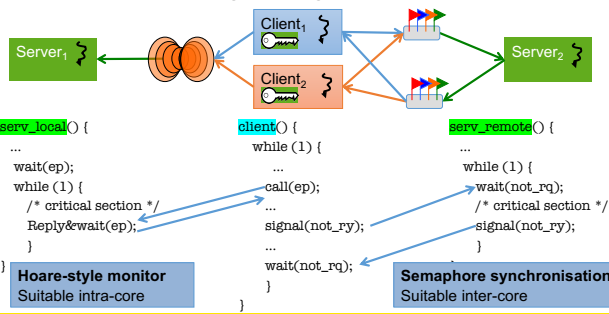 Server1
Client1
Client2
Server2
serv_local() {
...
wait(ep);
while (1) {
/* critical section */
Reply&wait(ep);
}
}
Hoare-style monitor
Suitable intra-core
client() {
while (1) {
...
call(ep);
...
signal(not_ry);
...
wait(not_rq);
}
}
serv_remote() {
...
while (1) {
wait(not_rq);
/* critical section */
signal(not_ry);
}
Semaphore synchronisation
Suitable inter-core